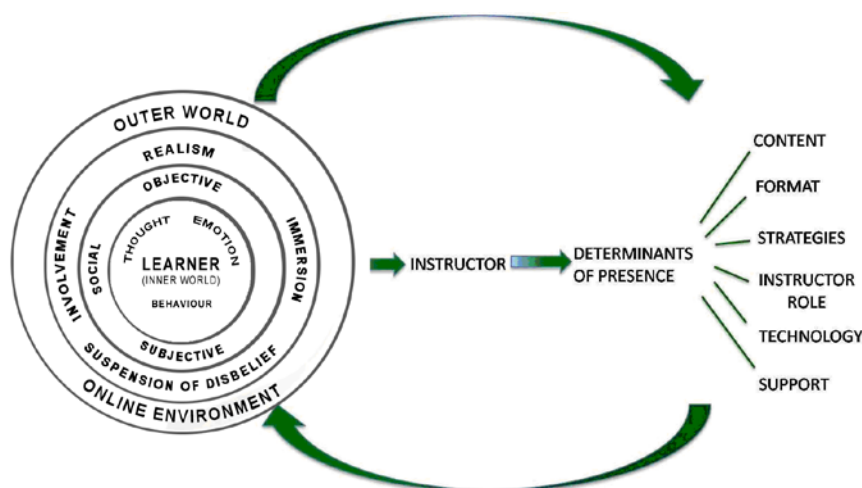 OUTER WORLD
REALISM
OBJECTIVE
INVOLVEMENT
SOCIAL
THOUGHT
EMOTION
IMMERSION
LEARNER
(INNER WORLD)
BEHAVIOUR
SUBJECTIVE
SUSPENSION OF DISBELIEF
ONLINE ENVIRONMENT
INSTRUCTOR
DETERMINANTS
OF PRESENCE
CONTENT
FORMAT
STRATEGIES
INSTRUCTOR
ROLE
TECHNOLOGY
SUPPORT